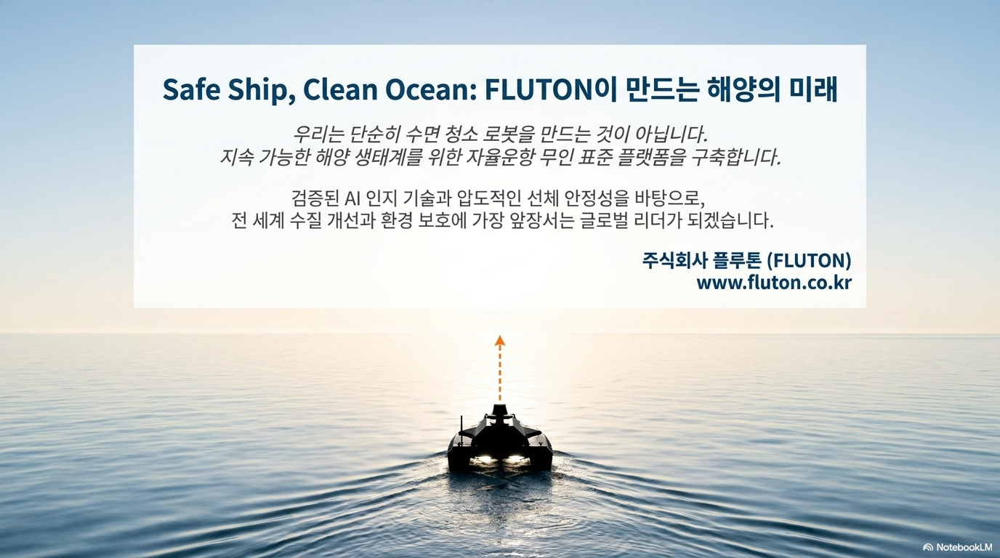 Safe Ship, Clean Ocean: FLUTON이 만드는 해양의 미래
우리는 단순히 수면 청소 로봇을 만드는 것이 아닙니다.
지속 가능한 해양 생태계를 위한 자율운항 무인 표준 플랫폼을 구축합니다.
검증된 AI 인지 기술과 압도적인 선체 안정성을 바탕으로,
전 세계 수질 개선과 환경 보호에 가장 앞장서는 글로벌 리더가 되겠습니다.
주식회사 플루톤 (FLUTON)
www.fluton.co.kr
NotebookLM